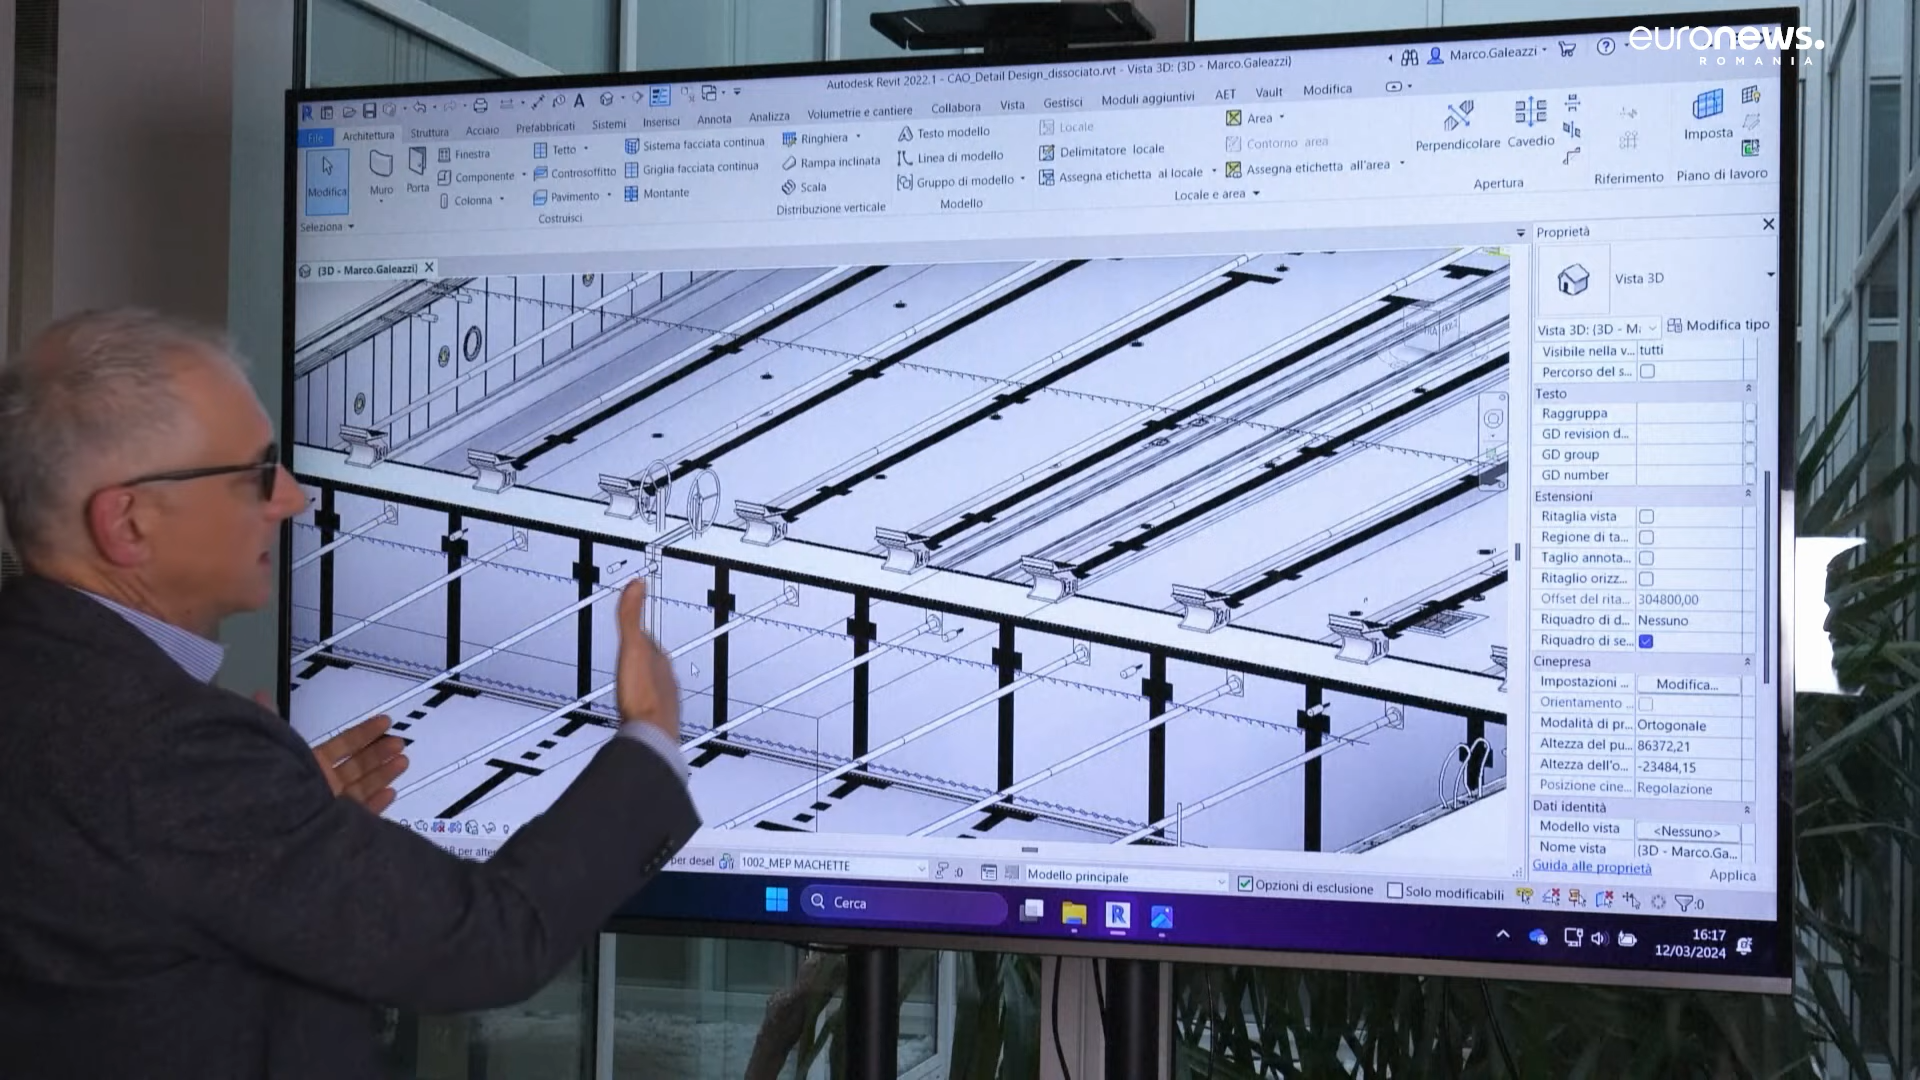 euronews.
ROMANIA
Autodesk Revit 2022.1 - CAO_Detail Design_dissociato.rvt - Vista 3D: {3D - Marco.Galeazzi}
Marco.Galeazzi
File Architettura Struttura Acciaio Prefabbricati Sistemi Inserisci Annota Analizza Volumetrie e cantiere Collabora Vista Gestisci Moduli aggiuntivi AET Vault Modifica
Modifica
Muro
Porta
Finestra
Componente
Colonna
Tetto
Controsoffitto
Pavimento
Sistema facciata continua
Griglia facciata continua
Montante
Ringhiera
Rampa inclinata
Scala
Testo modello
Linea di modello
Gruppo di modello
Locale
Delimitatore locale
Assegna etichetta al locale
Area
Contorno area
Assegna etichetta all'area
Perpendicolare
Cavedio
Imposta
Seleziona
Costruisci
Distribuzione verticale
Modello
Locale e area
Apertura
Riferimento
Piano di lavoro
{3D - Marco.Galeazzi}
Proprietà
Vista 3D
Vista 3D: {3D - Ma
Modifica tipo
Visibile nella v... tutti
Percorso del s...
Testo
Raggruppa
GD revision d...
GD group
GD number
Estensioni
Ritaglia vista
Regione di ta...
Taglio annota...
Ritaglio orizz...
Offset del rita... 304800,00
Riquadro di d... Nessuno
Riquadro di se...
Cinepresa
Impostazioni ... Modifica...
Orientamento ...
Modalità di pr... Ortogonale
Altezza del pu... 86372,21
Altezza dell'o... -23484,15
Posizione cine... Regolazione
Dati identità
Modello vista <Nessuno>
Nome vista {3D - Marco.Ga...
Guida alle proprietà
Applica
per desel
1002_MEP MACHETTE
:0
Modello principale
Opzioni di esclusione
Solo modificabili
:0
Cerca
16:17
12/03/2024